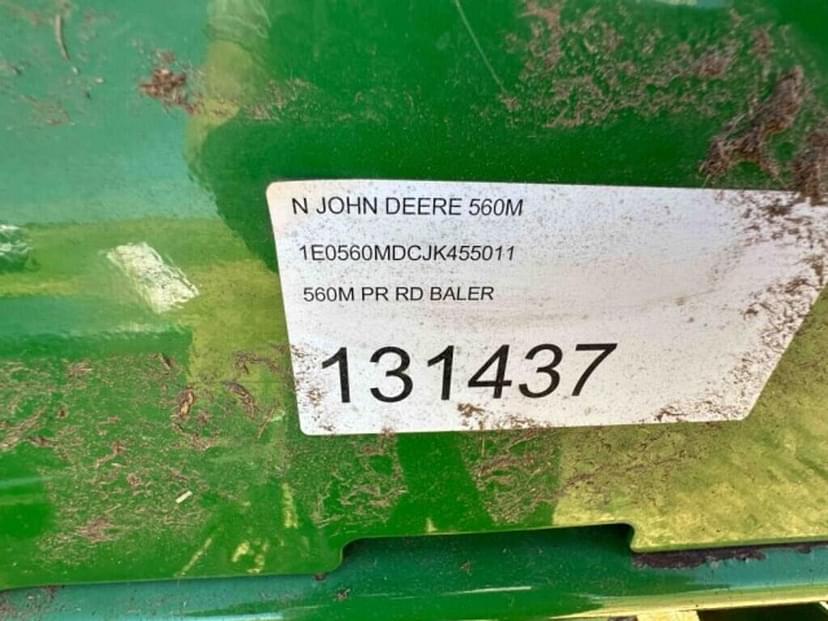 N JOHN DEERE 560M
1E0560MDCJK455011
560M PR RD BALER
131437